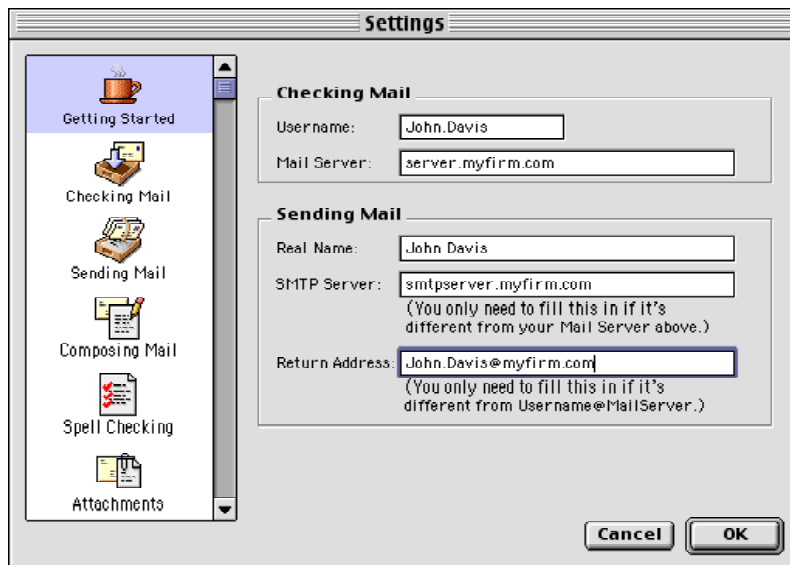 Settings
Getting Started
Checking Mail
Sending Mail
Composing Mail
Spell Checking
Attachments
Checking Mail
Username: John.Davis
Mail Server: server.myfirm.com
Sending Mail
Real Name: John Davis
SMTP Server: smtpserver.myfirm.com
(You only need to fill this in if it's
different from your Mail Server above.)
Return Address: John.Davis@myfirm.com
(You only need to fill this in if it's
different from Username@MailServer.)
Cancel OK